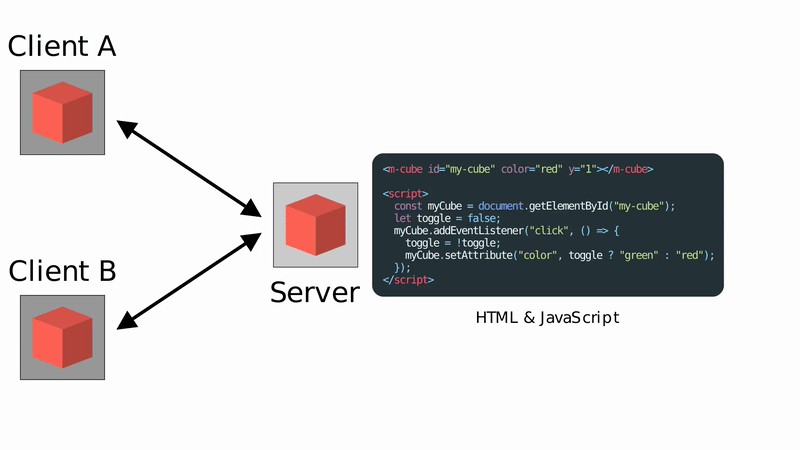 Client A
Client B
Server
<m-cube id="my-cube" color="red" y="1"></m-cube>
<script>
const myCube = document.getElementById("my-cube");
let toggle = false;
myCube.addEventListener("click", () => {
toggle = !toggle;
myCube.setAttribute("color", toggle ? "green" : "red");
});
</script>
HTML & JavaScript